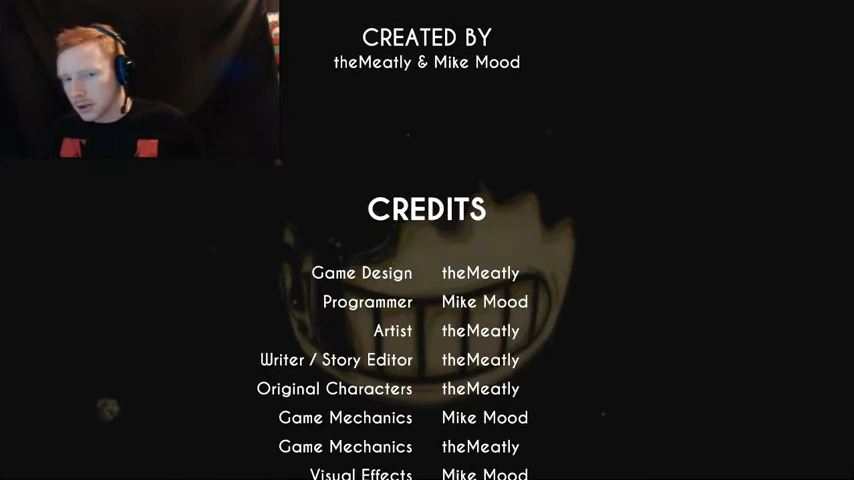 CREATED BY
theMeatly & Mike Mood
CREDITS
Game Design theMeatly
Programmer Mike Mood
Artist theMeatly
Writer / Story Editor theMeatly
Original Characters theMeatly
Game Mechanics Mike Mood
Game Mechanics theMeatly
Visual Effects Mike Mood